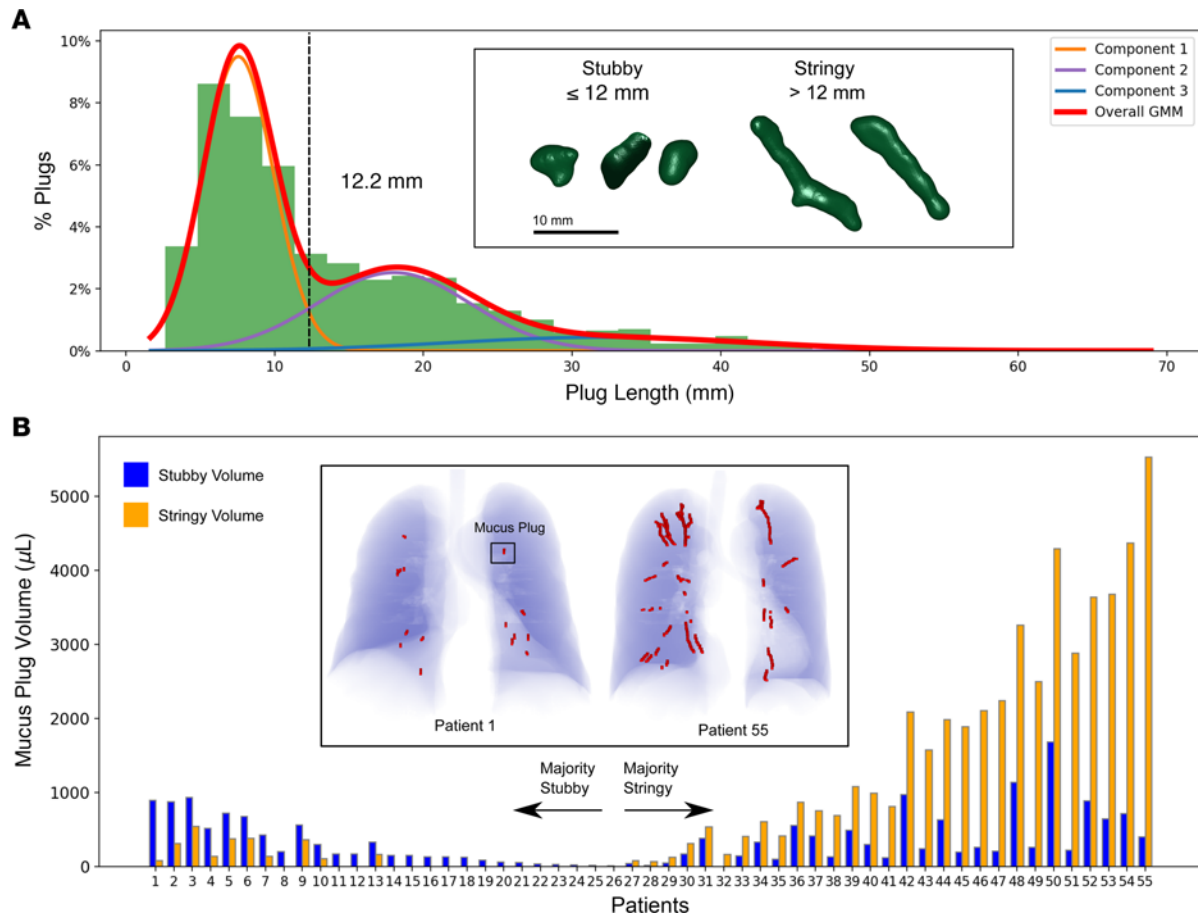 A
10%
8%
6%
4%
2%
0%
% Plugs
12.2 mm
Stubby
≤ 12 mm
Stringy
> 12 mm
10 mm
Component 1
Component 2
Component 3
Overall GMM
0 10 20 30 40 50 60 70
Plug Length (mm)
B
Stubby Volume
Stringy Volume
5000
4000
3000
2000
1000
0
Mucus Plug Volume (µL)
Mucus Plug
Patient 1
Patient 55
Majority
Stubby
Majority
Stringy
1 2 3 4 5 6 7 8 9 10 11 12 13 14 15 16 17 18 19 20 21 22 23 24 25 26 27 28 29 30 31 32 33 34 35 36 37 38 39 40 41 42 43 44 45 46 47 48 49 50 51 52 53 54 55
Patients